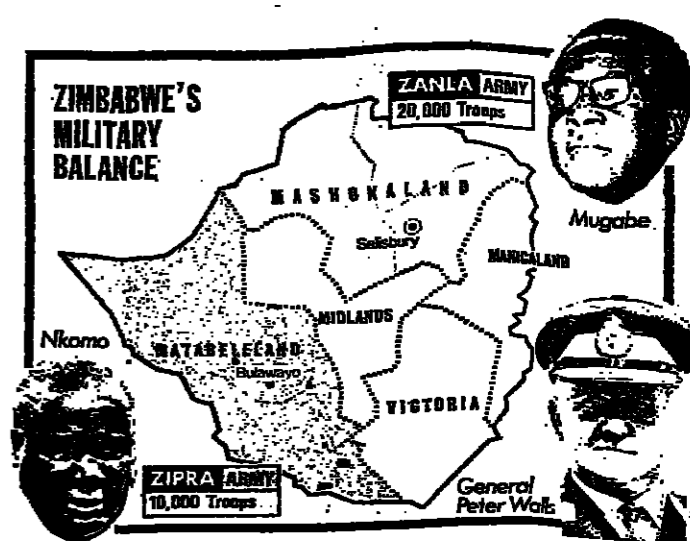 ZIMBABWE'S
MILITARY
BALANCE
ZANLA ARMY
20,000 Troops
Mugabe
MASHONALAND
Salisbury
MANICALAND
MIDLANDS
Nkomo
MATABELELAND
Bulawayo
VICTORIA
ZIPRA ARMY
10,000 Troops
General
Peter Walls